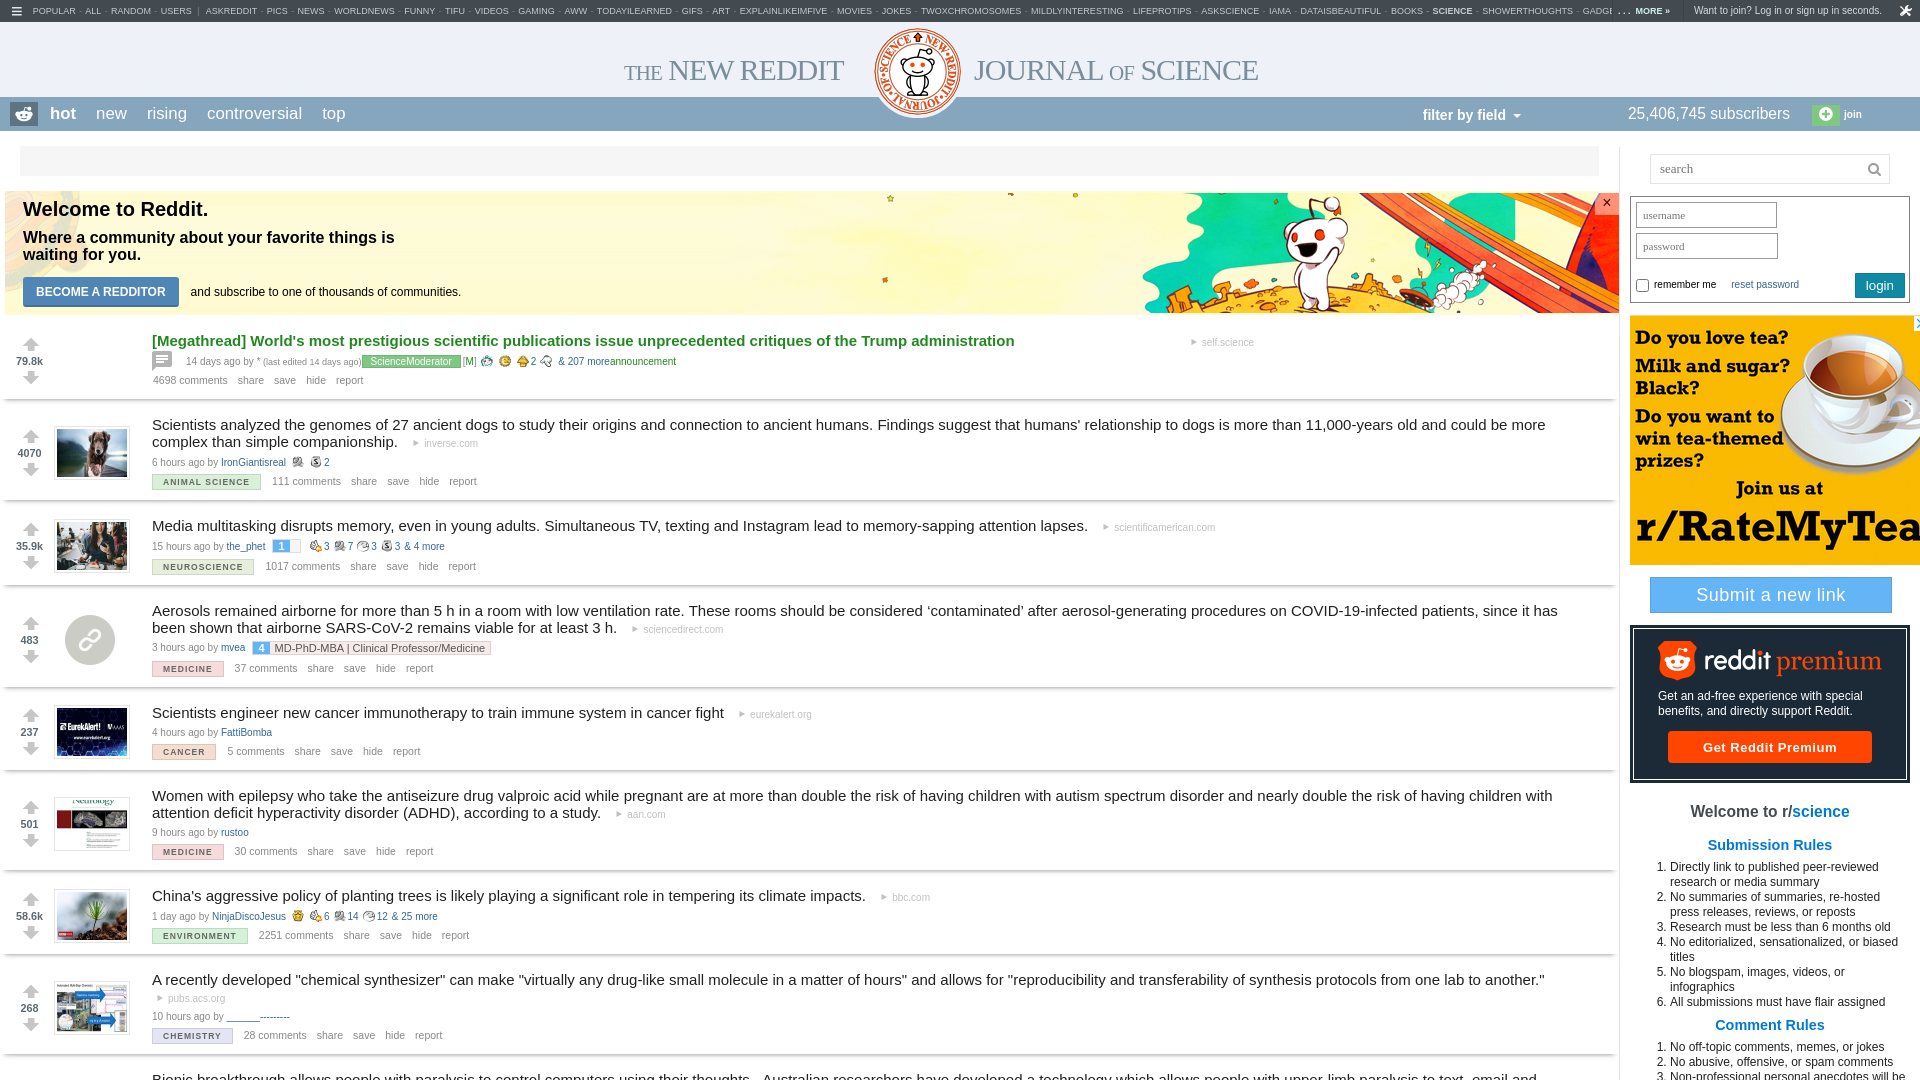 POPULAR - ALL - RANDOM - USERS | ASKREDDIT - PICS - NEWS - WORLDNEWS - FUNNY - TIFU - VIDEOS - GAMING - AWW - TODAYILEARNED - GIFS - ART - EXPLAINLIKEIMFIVE - MOVIES - JOKES - TWOXCHROMOSOMES - MILDLYINTERESTING - LIFEPROTIPS - ASKSCIENCE - IAMA - DATAISBEAUTIFUL - BOOKS - SCIENCE - SHOWERTHOUGHTS - GADGE ... MORE »
Want to join? Log in or sign up in seconds.
THE NEW REDDIT JOURNAL OF SCIENCE
hot new rising controversial top
filter by field
25,406,745 subscribers
join
search
Welcome to Reddit.
Where a community about your favorite things is
waiting for you.
BECOME A REDDITOR
and subscribe to one of thousands of communities.
×
79.8k
[Megathread] World's most prestigious scientific publications issue unprecedented critiques of the Trump administration
self.science
14 days ago by * (last edited 14 days ago) ScienceModerator [M] 2 & 207 more announcement
4698 comments share save hide report
4070
Scientists analyzed the genomes of 27 ancient dogs to study their origins and connection to ancient humans. Findings suggest that humans' relationship to dogs is more than 11,000-years old and could be more
complex than simple companionship. inverse.com
6 hours ago by IronGiantisreal 2
ANIMAL SCIENCE 111 comments share save hide report
35.9k
Media multitasking disrupts memory, even in young adults. Simultaneous TV, texting and Instagram lead to memory-sapping attention lapses. scientificamerican.com
15 hours ago by the_phet 1 3 7 3 3 & 4 more
NEUROSCIENCE 1017 comments share save hide report
483
Aerosols remained airborne for more than 5 h in a room with low ventilation rate. These rooms should be considered ‘contaminated’ after aerosol-generating procedures on COVID-19-infected patients, since it has
been shown that airborne SARS-CoV-2 remains viable for at least 3 h. sciencedirect.com
3 hours ago by mvea 4 MD-PhD-MBA | Clinical Professor/Medicine
MEDICINE 37 comments share save hide report
237
EurekAlert! AAAS
www.eurekalert.org
Scientists engineer new cancer immunotherapy to train immune system in cancer fight eurekalert.org
4 hours ago by FattiBomba
CANCER 5 comments share save hide report
501
Neurology
Women with epilepsy who take the antiseizure drug valproic acid while pregnant are at more than double the risk of having children with autism spectrum disorder and nearly double the risk of having children with
attention deficit hyperactivity disorder (ADHD), according to a study. aan.com
9 hours ago by rustoo
MEDICINE 30 comments share save hide report
58.6k
China's aggressive policy of planting trees is likely playing a significant role in tempering its climate impacts. bbc.com
1 day ago by NinjaDiscoJesus 6 14 12 & 25 more
ENVIRONMENT 2251 comments share save hide report
268
A recently developed "chemical synthesizer" can make "virtually any drug-like small molecule in a matter of hours" and allows for "reproducibility and transferability of synthesis protocols from one lab to another."
pubs.acs.org
10 hours ago by ______---------
CHEMISTRY 28 comments share save hide report
Bionic breakthrough allows people with paralysis to control computers using their thoughts - Australian researchers have developed a technology which allows people with upper limb paralysis to text, email and
username
password
remember me reset password
login
Do you love tea?
Milk and sugar?
Black?
Do you want to
win tea-themed
prizes?
Join us at
r/RateMyTea
Submit a new link
reddit premium
Get an ad-free experience with special
benefits, and directly support Reddit.
Get Reddit Premium
Welcome to r/science
Submission Rules
1. Directly link to published peer-reviewed
research or media summary
2. No summaries of summaries, re-hosted
press releases, reviews, or reposts
3. Research must be less than 6 months old
4. No editorialized, sensationalized, or biased
titles
5. No blogspam, images, videos, or
infographics
6. All submissions must have flair assigned
Comment Rules
1. No off-topic comments, memes, or jokes
2. No abusive, offensive, or spam comments
3. Non-professional personal anecdotes will be